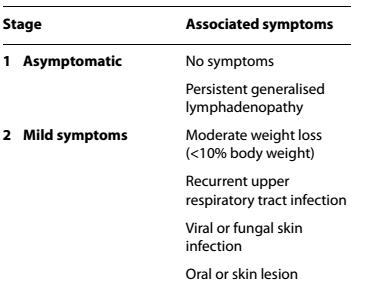 Stage Associated symptoms
1 Asymptomatic No symptoms
Persistent generalised
lymphadenopathy
2 Mild symptoms Moderate weight loss
(<10% body weight)
Recurrent upper
respiratory tract infection
Viral or fungal skin
infection
Oral or skin lesion